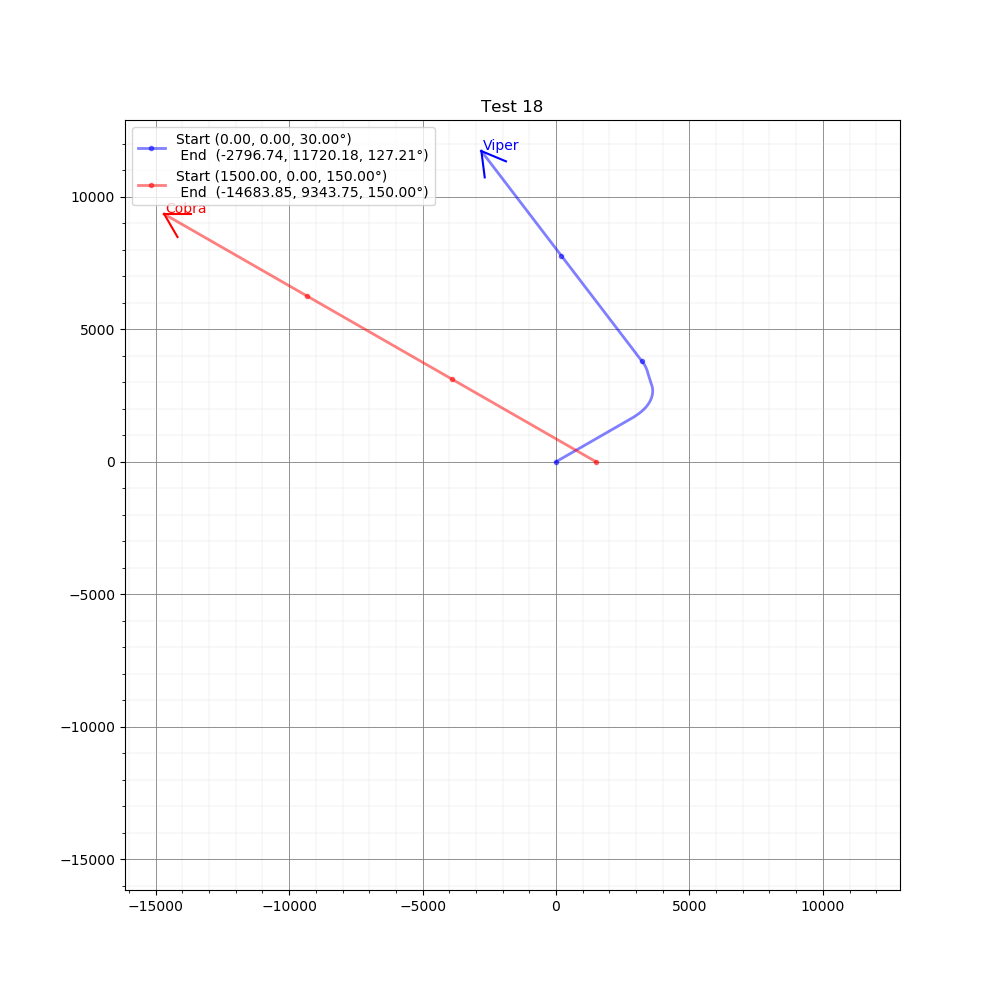 Test 18
Start (0.00, 0.00, 30.00°)
End (-2796.74, 11720.18, 127.21°)
Start (1500.00, 0.00, 150.00°)
End (-14683.85, 9343.75, 150.00°)
Viper
Cobra
10000
5000
0
−5000
−10000
−15000
−15000 −10000 −5000 0 5000 10000